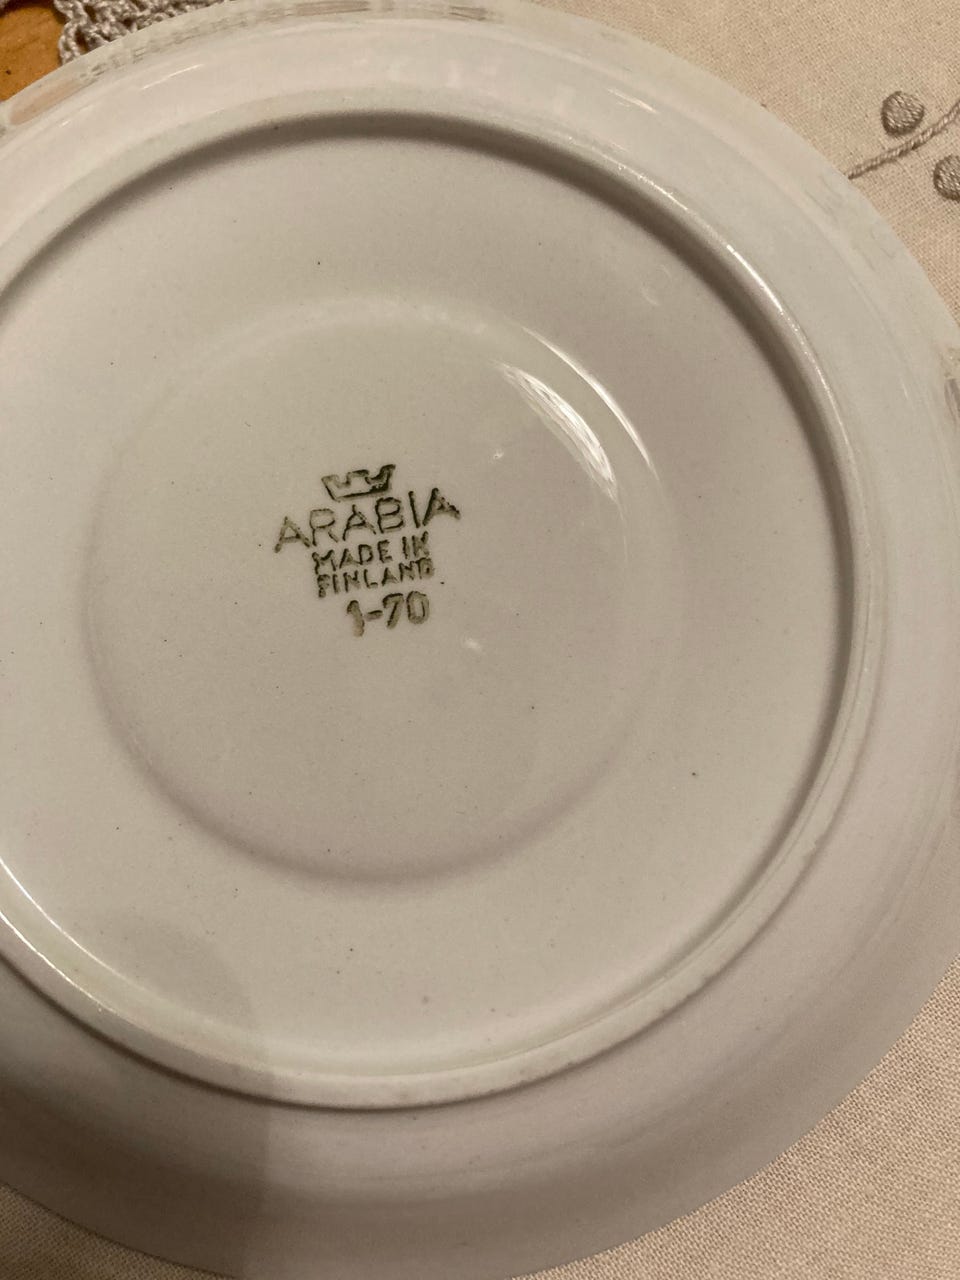 ARABIA
MADE IN
FINLAND
1-70